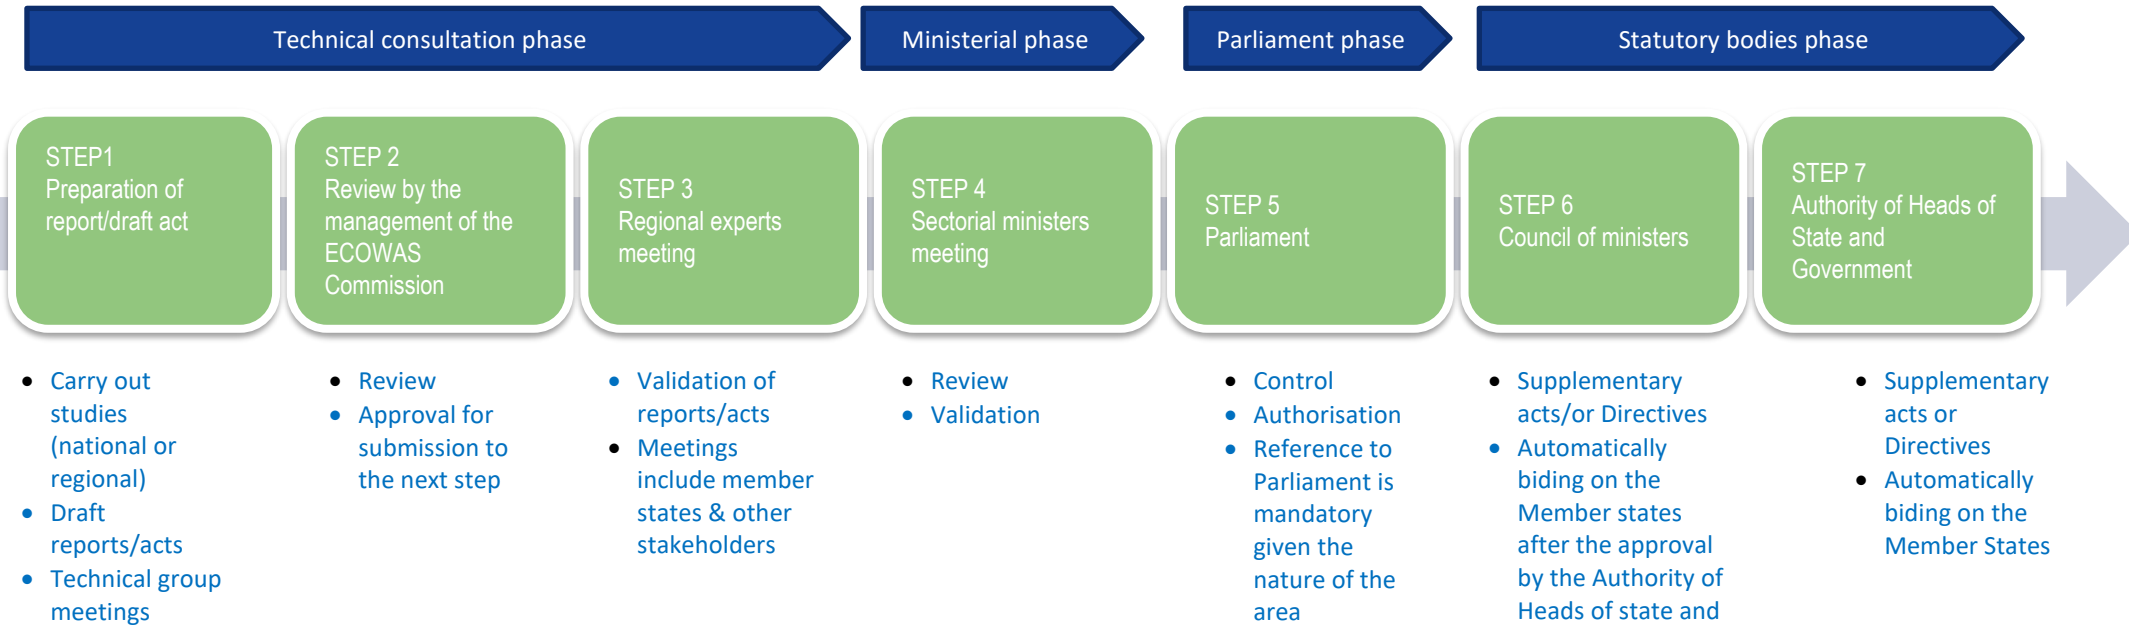 Technical consultation phase
Ministerial phase
Parliament phase
Statutory bodies phase
STEP1
Preparation of
report/draft act
STEP 2
Review by the
management of the
ECOWAS
Commission
STEP 3
Regional experts
meeting
STEP 4
Sectorial ministers
meeting
STEP 5
Parliament
STEP 6
Council of ministers
STEP 7
Authority of Heads of
State and
Government
• Carry out
studies
(national or
regional)
• Draft
reports/acts
• Technical group
meetings
• Review
• Approval for
submission to
the next step
• Validation of
reports/acts
• Meetings
include member
states & other
stakeholders
• Review
• Validation
• Control
• Authorisation
• Reference to
Parliament is
mandatory
given the
nature of the
area
• Supplementary
acts/or Directives
• Automatically
biding on the
Member states
after the approval
by the Authority of
Heads of state and
• Supplementary
acts or
Directives
• Automatically
biding on the
Member States